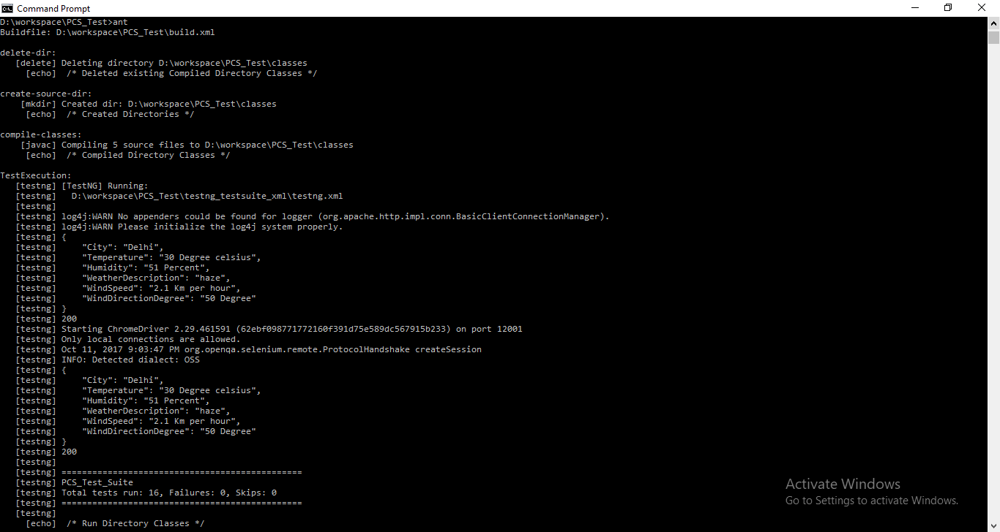 Command Prompt
D:\workspace\PCS_Test>ant
Buildfile: D:\workspace\PCS_Test\build.xml
delete-dir:
[delete] Deleting directory D:\workspace\PCS_Test\classes
[echo] /* Deleted existing Compiled Directory Classes */
create-source-dir:
[mkdir] Created dir: D:\workspace\PCS_Test\classes
[echo] /* Created Directories */
compile-classes:
[javac] Compiling 5 source files to D:\workspace\PCS_Test\classes
[echo] /* Compiled Directory Classes */
TestExecution:
[testng] [TestNG] Running:
[testng] D:\workspace\PCS_Test\testng_testsuite_xml\testng.xml
[testng]
[testng] log4j:WARN No appenders could be found for logger (org.apache.http.impl.conn.BasicClientConnectionManager).
[testng] log4j:WARN Please initialize the log4j system properly.
[testng] {
[testng] "City": "Delhi",
[testng] "Temperature": "30 Degree celsius",
[testng] "Humidity": "51 Percent",
[testng] "WeatherDescription": "haze",
[testng] "WindSpeed": "2.1 Km per hour",
[testng] "WindDirectionDegree": "50 Degree"
[testng] }
[testng] 200
[testng] Starting ChromeDriver 2.29.461591 (62ebf098771772160f391d75e589dc567915b233) on port 12001
[testng] Only local connections are allowed.
[testng] Oct 11, 2017 9:03:47 PM org.openqa.selenium.remote.ProtocolHandshake createSession
[testng] INFO: Detected dialect: OSS
[testng] {
[testng] "City": "Delhi",
[testng] "Temperature": "30 Degree celsius",
[testng] "Humidity": "51 Percent",
[testng] "WeatherDescription": "haze",
[testng] "WindSpeed": "2.1 Km per hour",
[testng] "WindDirectionDegree": "50 Degree"
[testng] }
[testng] 200
[testng]
[testng] ===============================================
[testng] PCS_Test_Suite
[testng] Total tests run: 16, Failures: 0, Skips: 0
[testng] ===============================================
[testng]
[echo] /* Run Directory Classes */
Activate Windows
Go to Settings to activate Windows.